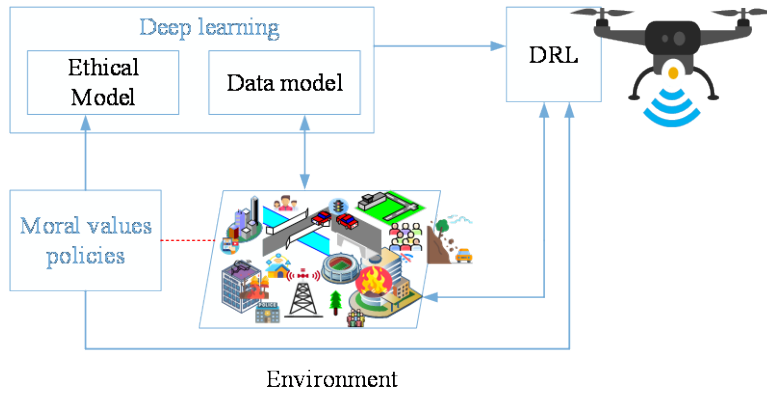 Deep learning
Ethical
Model
Data model
DRL
Moral values
policies
POLICE
Environment